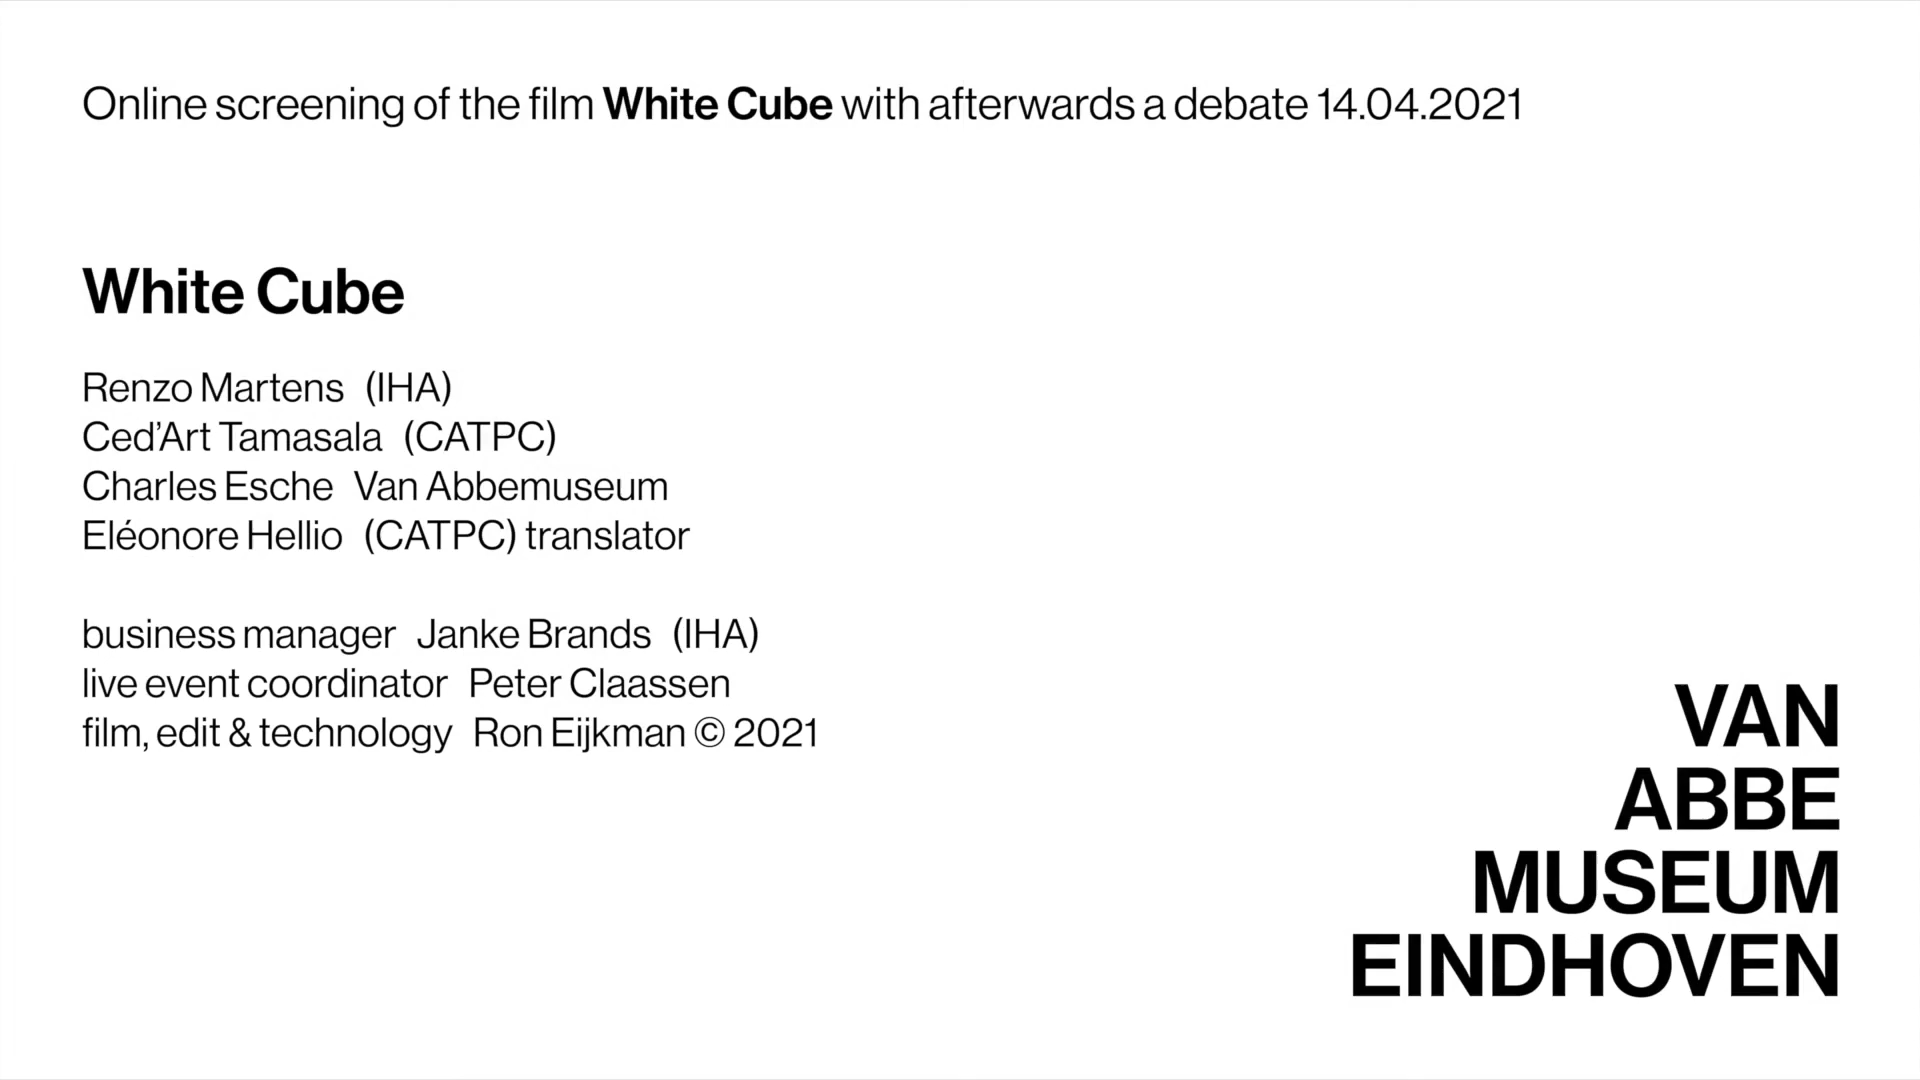 Online screening of the film White Cube with afterwards a debate 14.04.2021
White Cube
Renzo Martens (IHA)
Ced’Art Tamasala (CATPC)
Charles Esche Van Abbemuseum
Eléonore Hellio (CATPC) translator
business manager Janke Brands (IHA)
live event coordinator Peter Claassen
film, edit & technology Ron Eijkman © 2021
VAN
ABBE
MUSEUM
EINDHOVEN